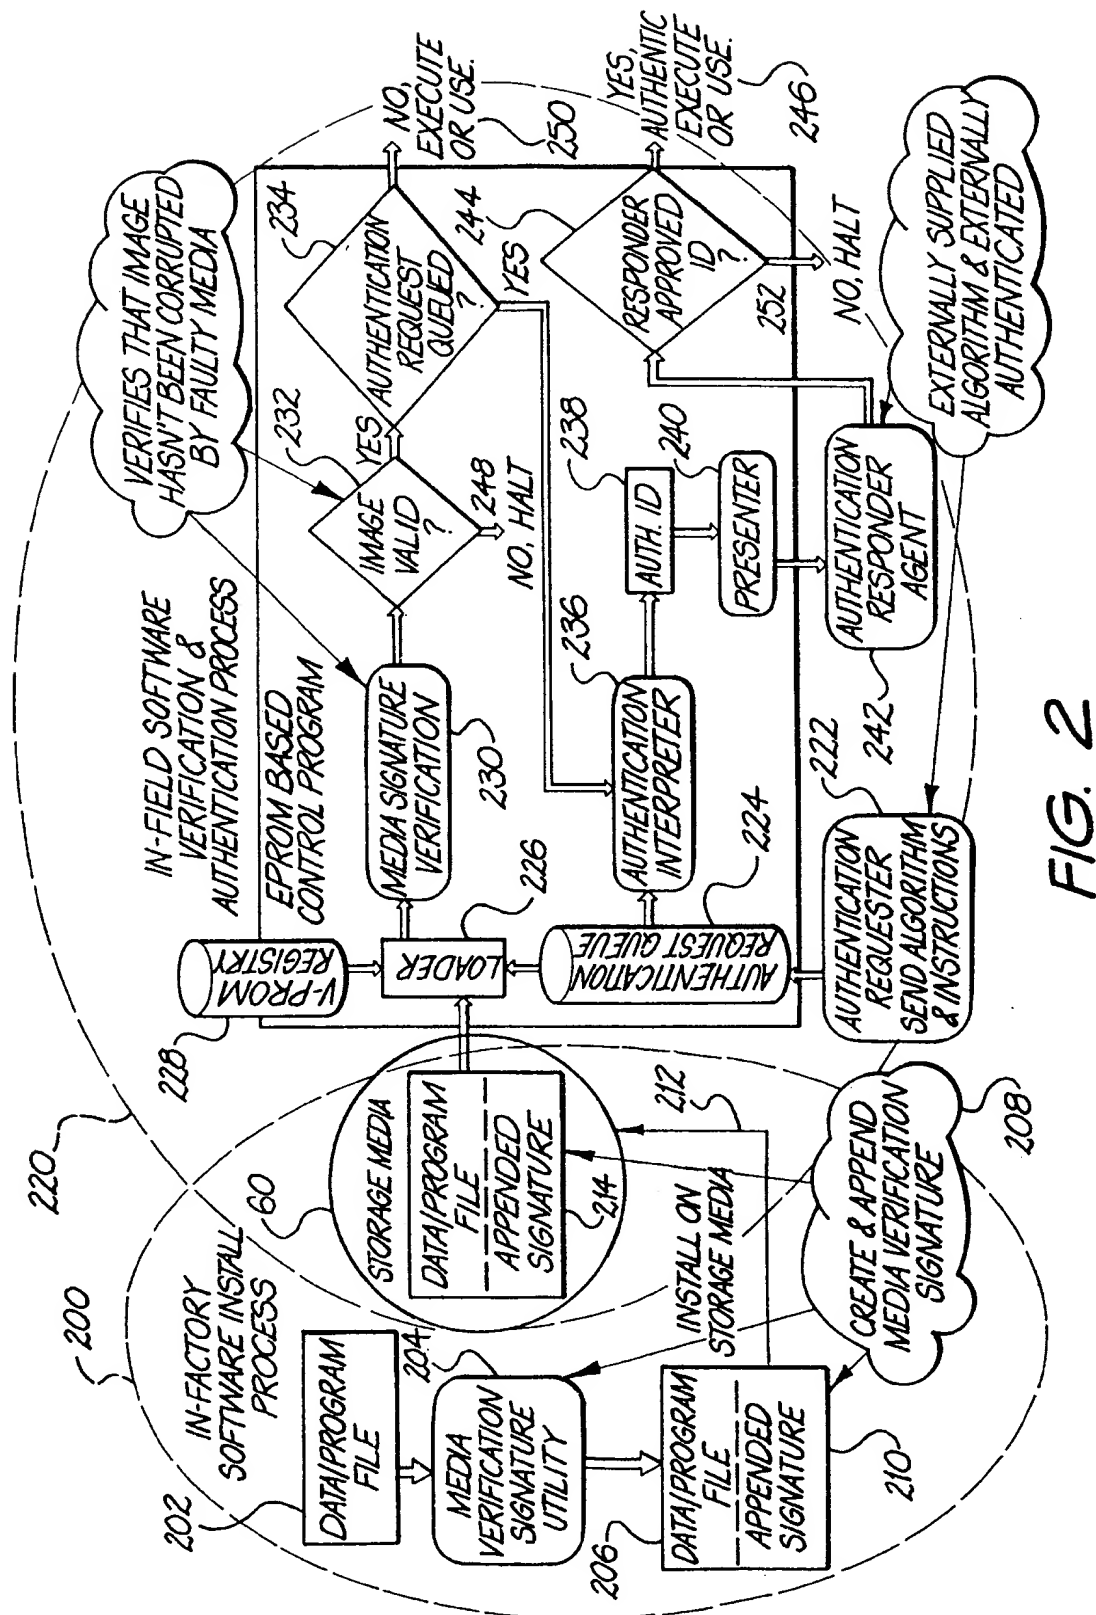 200
IN-FACTORY
SOFTWARE INSTALL
PROCESS
202
DATA/PROGRAM
FILE
204
MEDIA
VERIFICATION
SIGNATURE
UTILITY
206
DATA/PROGRAM
FILE
APPENDED
SIGNATURE
210
INSTALL ON
STORAGE MEDIA
212
CREATE & APPEND
MEDIA VERIFICATION
SIGNATURE
208
60
STORAGE MEDIA
DATA/PROGRAM
FILE
APPENDED
SIGNATURE
214
220
IN-FIELD SOFTWARE
VERIFICATION &
AUTHENTICATION PROCESS
EPROM BASED
CONTROL PROGRAM
228
V-PROM
REGISTRY
LOADER
226
AUTHENTICATION
REQUEST QUEUE
224
AUTHENTICATION
REQUESTER
SEND ALGORITHM
& INSTRUCTIONS
222
MEDIA SIGNATURE
VERIFICATION
230
VERIFIES THAT IMAGE
HASN'T BEEN CORRUPTED
BY FAULTY MEDIA
IMAGE
VALID
?
232
YES
248
NO, HALT
AUTHENTICATION
REQUEST
QUEUED
?
234
YES
NO,
EXECUTE
OR USE.
250
AUTHENTICATION
INTERPRETER
236
AUTH. ID
238
PRESENTER
240
AUTHENTICATION
RESPONDER
AGENT
242
RESPONDER
APPROVED
ID
?
244
YES,
AUTHENTIC
EXECUTE
OR USE.
246
252
NO, HALT
EXTERNALLY SUPPLIED
ALGORITHM & EXTERNALLY
AUTHENTICATED
FIG. 2